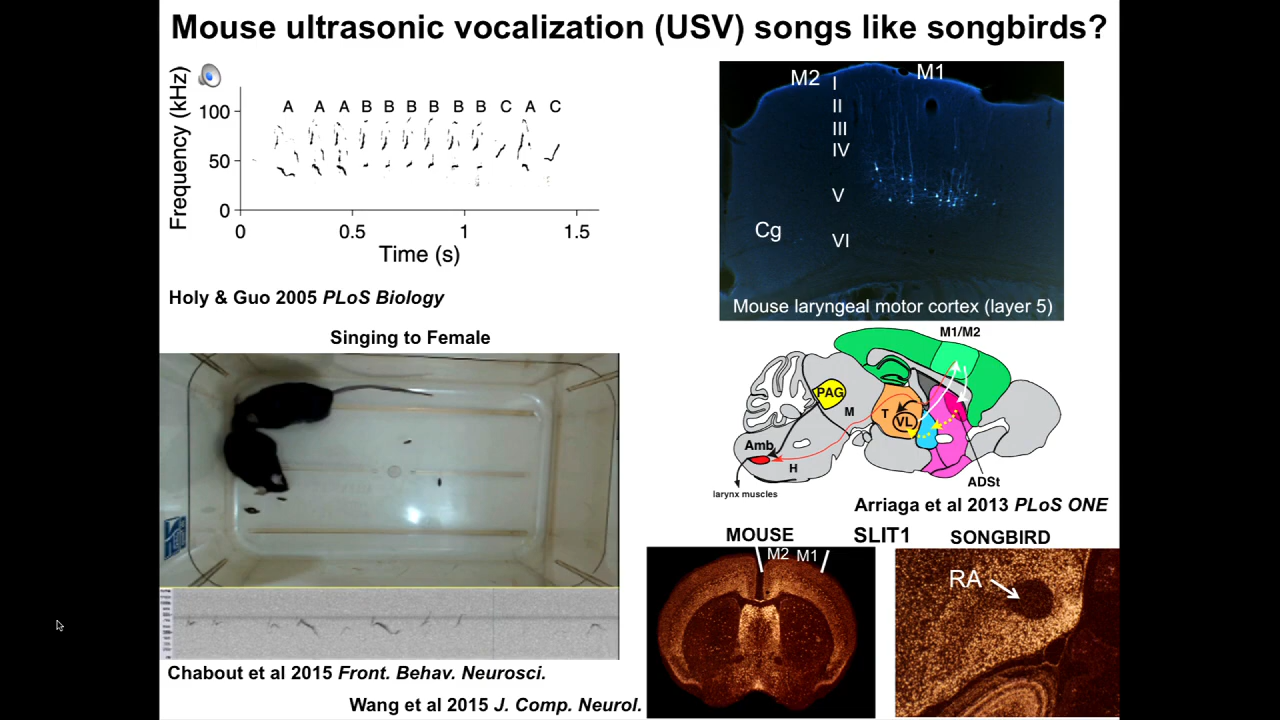 Mouse ultrasonic vocalization (USV) songs like songbirds?
Frequency (kHz)
100
50
0
A A A B B B B B B C A C
0 0.5 1 1.5
Time (s)
Holy & Guo 2005 PLoS Biology
M2 M1
I
II
III
IV
V
VI
Cg
Mouse laryngeal motor cortex (layer 5)
Singing to Female
M1/M2
PAG
M
T
VL
Amb
H
larynx muscles
ADSt
Arriaga et al 2013 PLoS ONE
MOUSE SLIT1 SONGBIRD
M2 M1
RA
Chabout et al 2015 Front. Behav. Neurosci.
Wang et al 2015 J. Comp. Neurol.